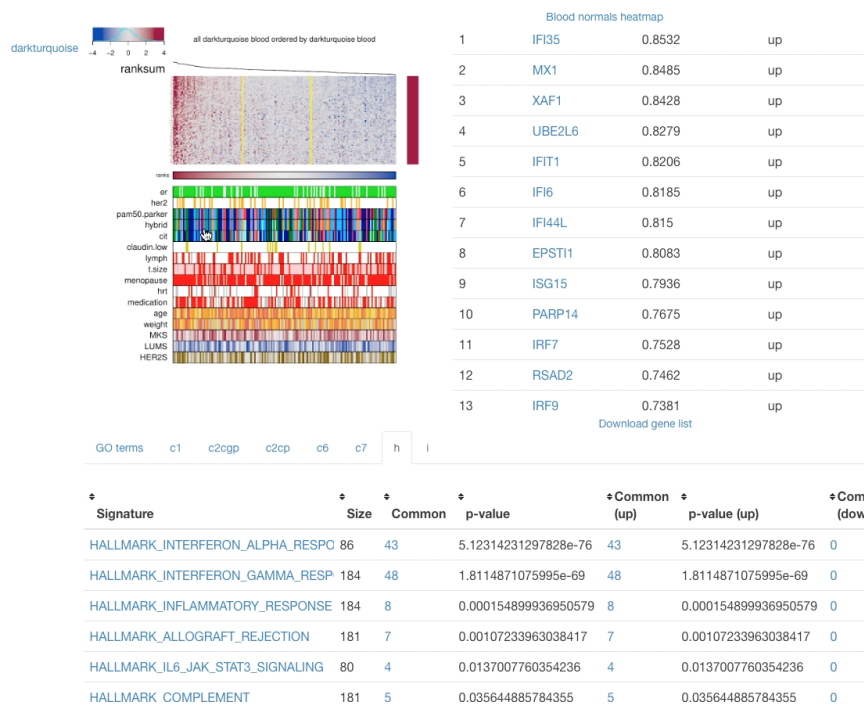 Blood normals heatmap
darkturquoise
-4 -2 0 2 4
all darkturquoise blood ordered by darkturquoise blood
ranksum
ranks
er
her2
pam50.parker
hybrid
cit
claudin.low
lymph
t.size
menopause
hrt
medication
age
weight
MKS
LUMS
HER2S
1 IFI35 0.8532 up
2 MX1 0.8485 up
3 XAF1 0.8428 up
4 UBE2L6 0.8279 up
5 IFIT1 0.8206 up
6 IFI6 0.8185 up
7 IFI44L 0.815 up
8 EPSTI1 0.8083 up
9 ISG15 0.7936 up
10 PARP14 0.7675 up
11 IRF7 0.7528 up
12 RSAD2 0.7462 up
13 IRF9 0.7381 up
Download gene list
GO terms c1 c2cgp c2cp c6 c7 h i
Signature Size Common p-value Common (up) p-value (up) Com (dow
HALLMARK_INTERFERON_ALPHA_RESPO 86 43 5.12314231297828e-76 43 5.12314231297828e-76 0
HALLMARK_INTERFERON_GAMMA_RESP 184 48 1.8114871075995e-69 48 1.8114871075995e-69 0
HALLMARK_INFLAMMATORY_RESPONSE 184 8 0.000154899936950579 8 0.000154899936950579 0
HALLMARK_ALLOGRAFT_REJECTION 181 7 0.00107233963038417 7 0.00107233963038417 0
HALLMARK_IL6_JAK_STAT3_SIGNALING 80 4 0.0137007760354236 4 0.0137007760354236 0
HALLMARK_COMPLEMENT 181 5 0.035644885784355 5 0.035644885784355 0